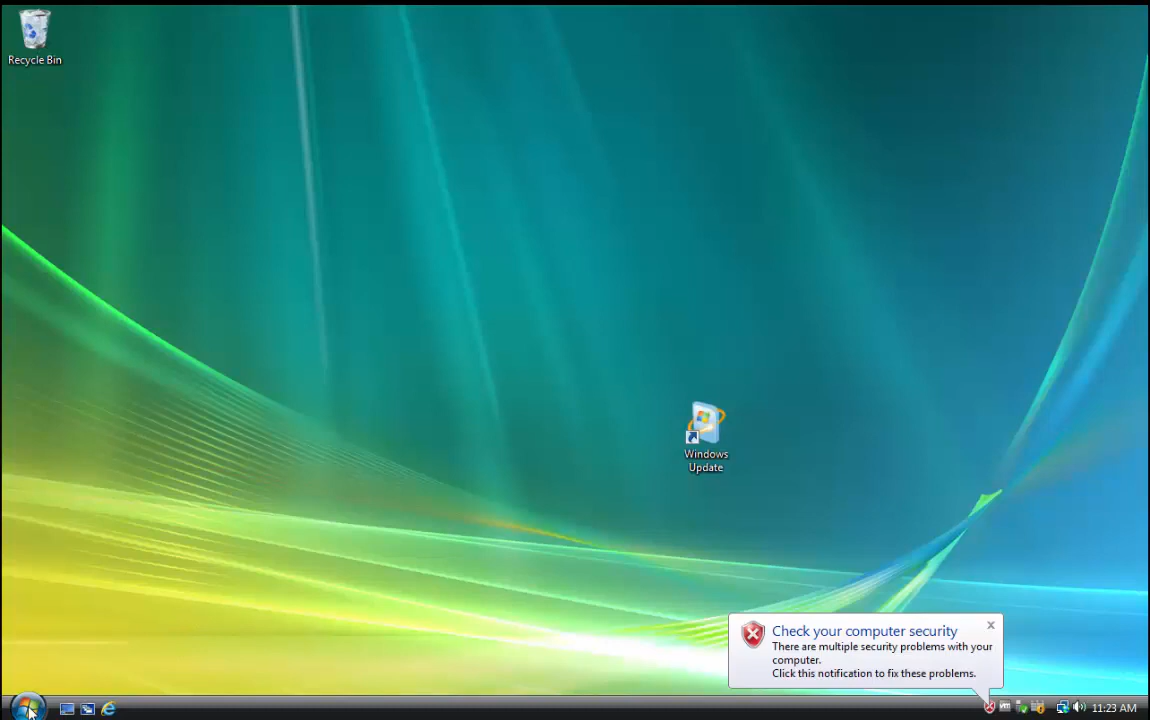 Recycle Bin
Windows
Update
Check your computer security
There are multiple security problems with your
computer.
Click this notification to fix these problems.
11:23 AM